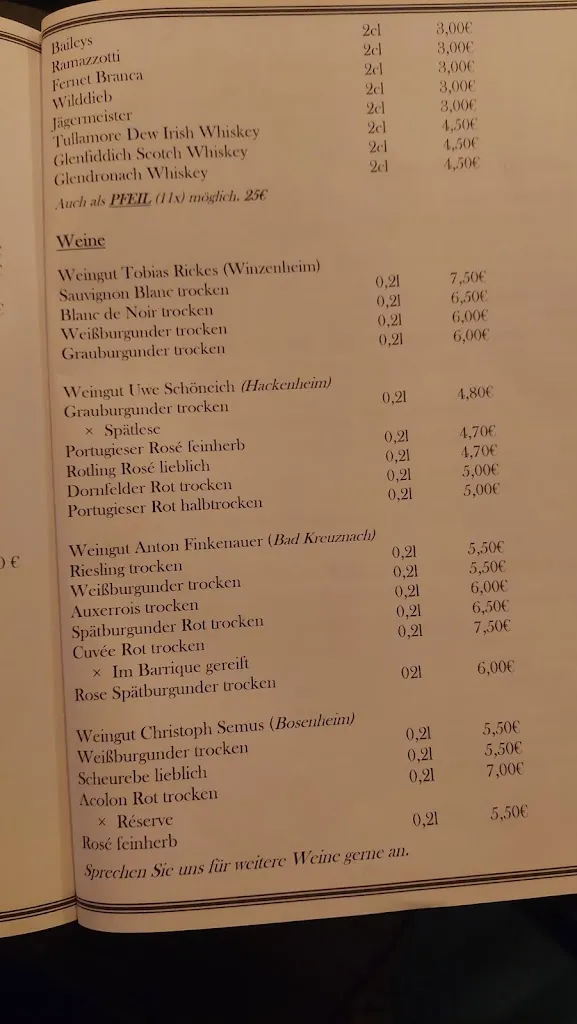 Baileys 2cl 3,00€
Ramazzotti 2cl 3,00€
Fernet Branca 2cl 3,00€
Wilddieb 2cl 3,00€
Jägermeister 2cl 3,00€
Tullamore Dew Irish Whiskey 2cl 4,50€
Glenfiddich Scotch Whiskey 2cl 4,50€
Glendronach Whiskey 2cl 4,50€
Auch als PFEIL (11x) möglich. 25€
Weine
Weingut Tobias Rickes (Winzenheim)
Sauvignon Blanc trocken 0,2l 7,50€
Blanc de Noir trocken 0,2l 6,50€
Weißburgunder trocken 0,2l 6,00€
Grauburgunder trocken 0,2l 6,00€
Weingut Uwe Schöneich (Hackenheim)
Grauburgunder trocken 0,2l 4,80€
× Spätlese
Portugieser Rosé feinherb 0,2l 4,70€
Rotling Rosé lieblich 0,2l 4,70€
Dornfelder Rot trocken 0,2l 5,00€
Portugieser Rot halbtrocken 0,2l 5,00€
Weingut Anton Finkenauer (Bad Kreuznach)
Riesling trocken 0,2l 5,50€
Weißburgunder trocken 0,2l 5,50€
Auxerrois trocken 0,2l 6,00€
Spätburgunder Rot trocken 0,2l 6,50€
Cuvée Rot trocken 0,2l 7,50€
× Im Barrique gereift
Rose Spätburgunder trocken 02l 6,00€
Weingut Christoph Semus (Bosenheim)
Weißburgunder trocken 0,2l 5,50€
Scheurebe lieblich 0,2l 5,50€
Acolon Rot trocken 0,2l 7,00€
× Réserve
Rosé feinherb 0,2l 5,50€
Sprechen Sie uns für weitere Weine gerne an.